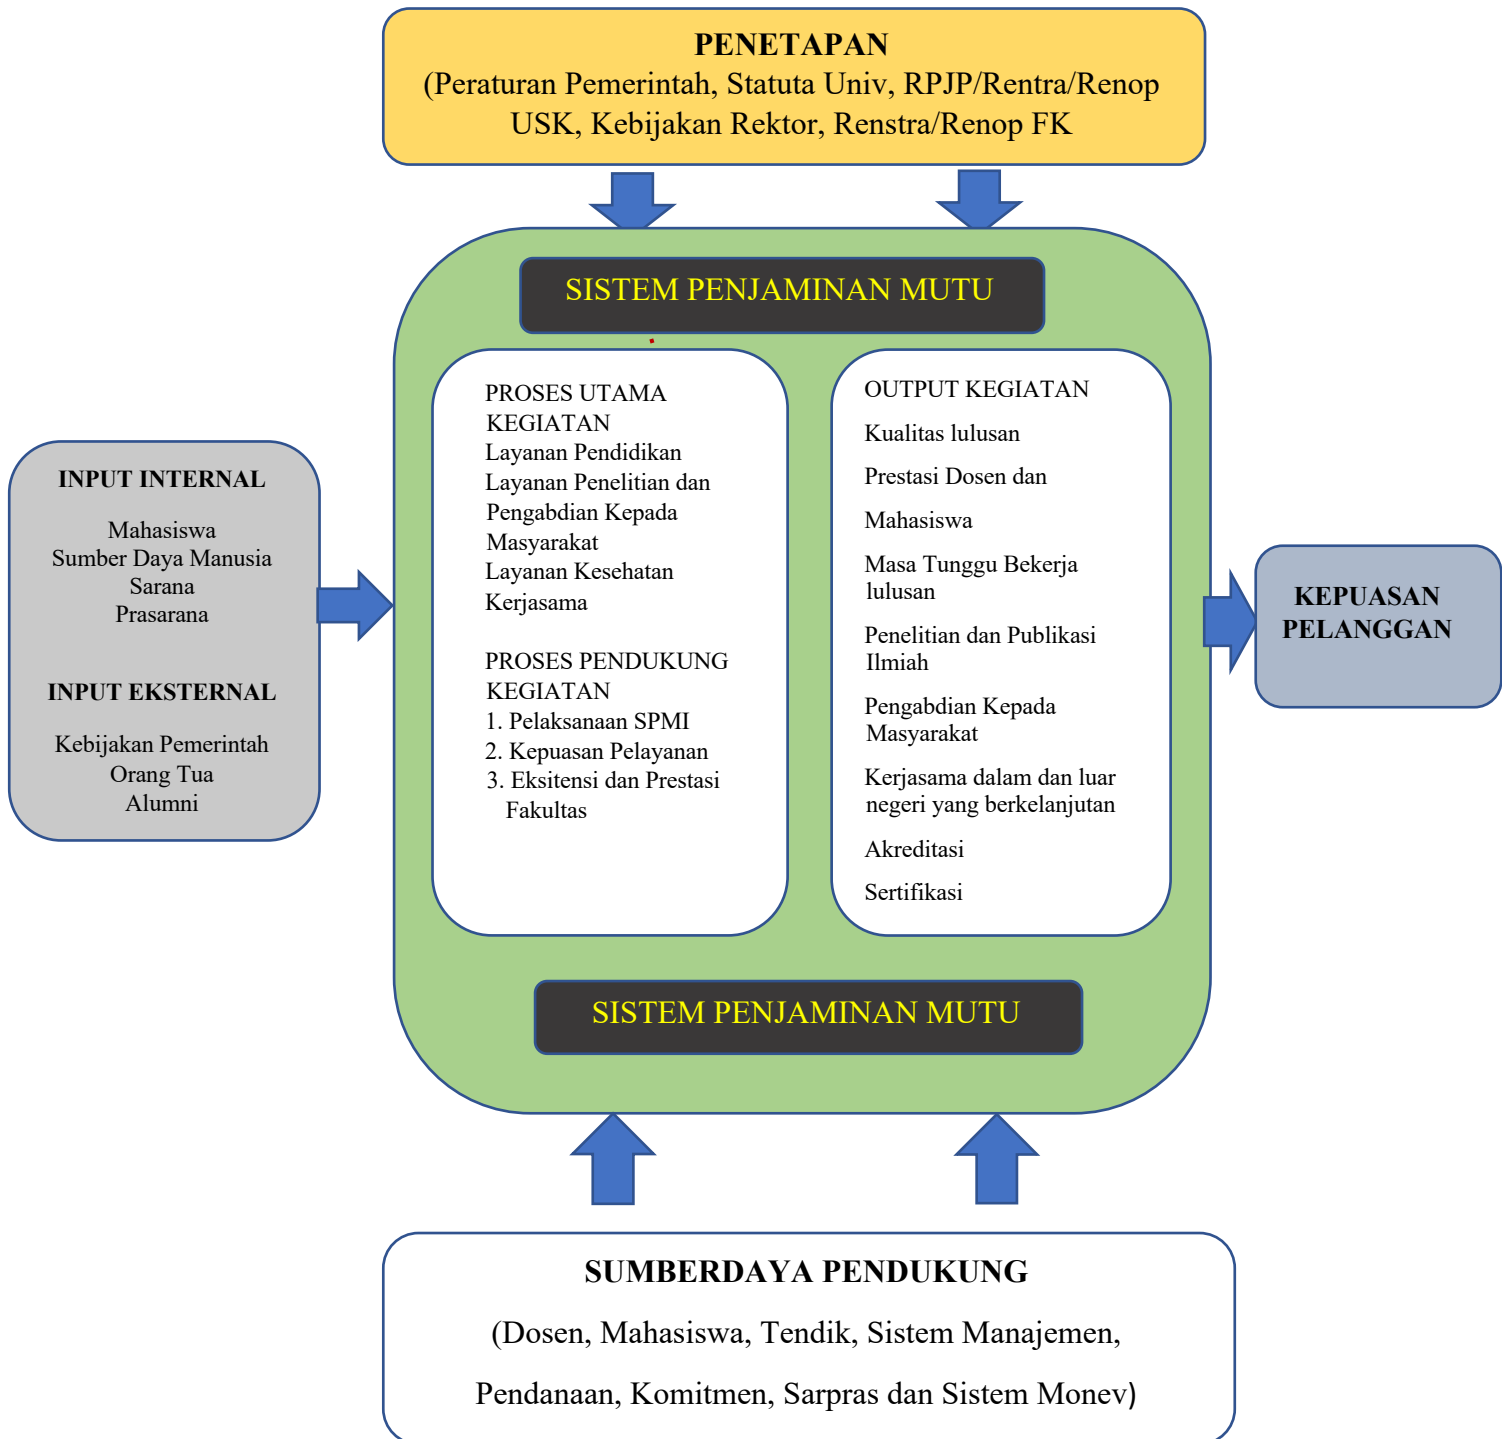 PENETAPAN
(Peraturan Pemerintah, Statuta Univ, RPJP/Rentra/Renop
USK, Kebijakan Rektor, Renstra/Renop FK
SISTEM PENJAMINAN MUTU
INPUT INTERNAL
Mahasiswa
Sumber Daya Manusia
Sarana
Prasarana
INPUT EKSTERNAL
Kebijakan Pemerintah
Orang Tua
Alumni
PROSES UTAMA
KEGIATAN
Layanan Pendidikan
Layanan Penelitian dan
Pengabdian Kepada
Masyarakat
Layanan Kesehatan
Kerjasama
PROSES PENDUKUNG
KEGIATAN
1. Pelaksanaan SPMI
2. Kepuasan Pelayanan
3. Eksitensi dan Prestasi
Fakultas
OUTPUT KEGIATAN
Kualitas lulusan
Prestasi Dosen dan
Mahasiswa
Masa Tunggu Bekerja
lulusan
Penelitian dan Publikasi
Ilmiah
Pengabdian Kepada
Masyarakat
Kerjasama dalam dan luar
negeri yang berkelanjutan
Akreditasi
Sertifikasi
KEPUASAN
PELANGGAN
SISTEM PENJAMINAN MUTU
SUMBERDAYA PENDUKUNG
(Dosen, Mahasiswa, Tendik, Sistem Manajemen,
Pendanaan, Komitmen, Sarpras dan Sistem Monev)